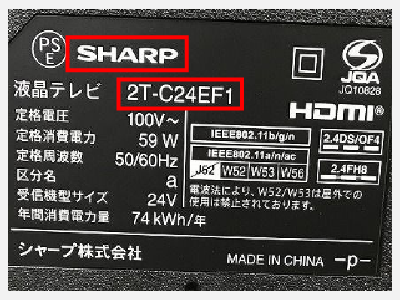 PS
E
SHARP
JQA
JQ10826
液晶テレビ 2T-C24EF1
HDMI
定格電圧 100V～
定格消費電力 59 W
定格周波数 50/60Hz
区分名 a
受信機型サイズ 24V
年間消費電力量 74 kWh/年
IEEE802.11b/g/n
2.4DS/OF4
IEEE802.11a/n/ac
J52 W52 W53 W56
2.4FH8
電波法により、W52/W53は屋外での
使用は禁じられております。
シャープ株式会社
MADE IN CHINA -p-